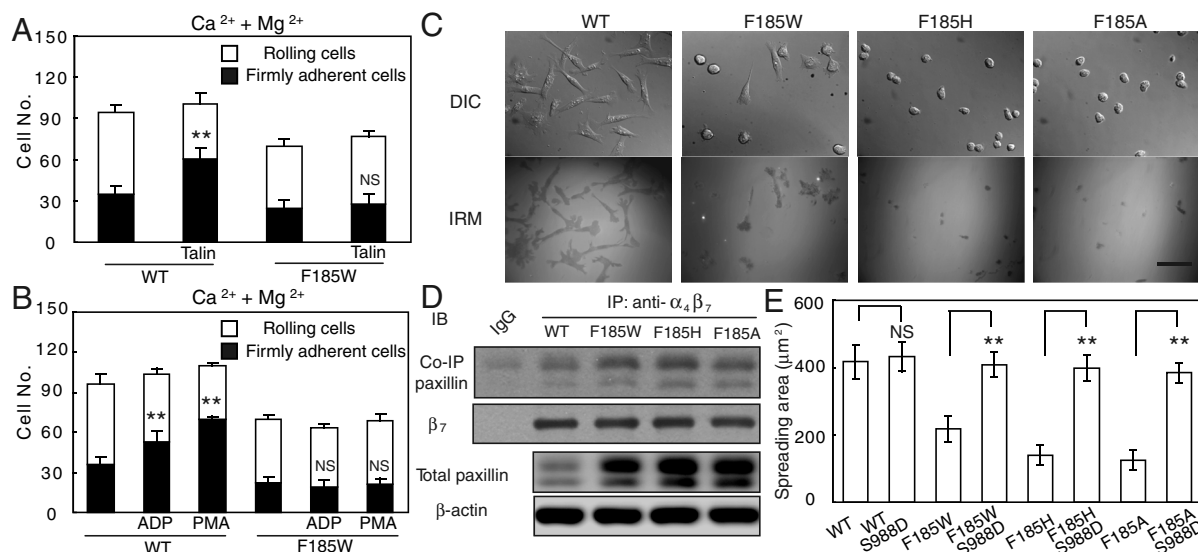 A
Ca 2+ + Mg 2+
150
120
90
60
30
0
Cell No.
Rolling cells
Firmly adherent cells
**
NS
Talin
Talin
WT
F185W
B
Ca 2+ + Mg 2+
150
120
90
60
30
0
Cell No.
Rolling cells
Firmly adherent cells
**
**
NS
NS
ADP
PMA
ADP
PMA
WT
F185W
C
WT
F185W
F185H
F185A
DIC
IRM
D
IP: anti- α4β7
IB
IgG
WT
F185W
F185H
F185A
Co-IP
paxillin
β7
Total paxillin
β-actin
E
600
400
200
0
Spreading area (μm2)
NS
**
**
**
WT
WT
S988D
F185W
F185W
S988D
F185H
F185H
S988D
F185A
F185A
S988D